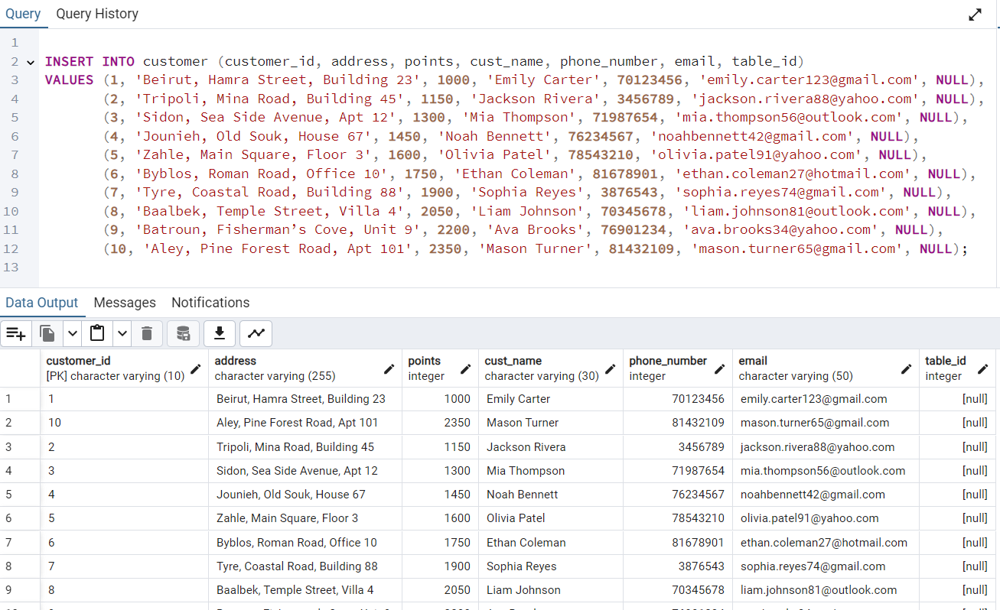 Query Query History
1
2 INSERT INTO customer (customer_id, address, points, cust_name, phone_number, email, table_id)
3 VALUES (1, 'Beirut, Hamra Street, Building 23', 1000, 'Emily Carter', 70123456, 'emily.carter123@gmail.com', NULL),
4 (2, 'Tripoli, Mina Road, Building 45', 1150, 'Jackson Rivera', 3456789, 'jackson.rivera88@yahoo.com', NULL),
5 (3, 'Sidon, Sea Side Avenue, Apt 12', 1300, 'Mia Thompson', 71987654, 'mia.thompson56@outlook.com', NULL),
6 (4, 'Jounieh, Old Souk, House 67', 1450, 'Noah Bennett', 76234567, 'noahbennett42@gmail.com', NULL),
7 (5, 'Zahle, Main Square, Floor 3', 1600, 'Olivia Patel', 78543210, 'olivia.patel91@yahoo.com', NULL),
8 (6, 'Byblos, Roman Road, Office 10', 1750, 'Ethan Coleman', 81678901, 'ethan.coleman27@hotmail.com', NULL),
9 (7, 'Tyre, Coastal Road, Building 88', 1900, 'Sophia Reyes', 3876543, 'sophia.reyes74@gmail.com', NULL),
10 (8, 'Baalbek, Temple Street, Villa 4', 2050, 'Liam Johnson', 70345678, 'liam.johnson81@outlook.com', NULL),
11 (9, 'Batroun, Fisherman’s Cove, Unit 9', 2200, 'Ava Brooks', 76901234, 'ava.brooks34@yahoo.com', NULL),
12 (10, 'Aley, Pine Forest Road, Apt 101', 2350, 'Mason Turner', 81432109, 'mason.turner65@gmail.com', NULL);
13
Data Output Messages Notifications
customer_id address points cust_name phone_number email table_id
[PK] character varying (10) character varying (255) integer character varying (30) integer character varying (50) integer
1 1 Beirut, Hamra Street, Building 23 1000 Emily Carter 70123456 emily.carter123@gmail.com [null]
2 10 Aley, Pine Forest Road, Apt 101 2350 Mason Turner 81432109 mason.turner65@gmail.com [null]
3 2 Tripoli, Mina Road, Building 45 1150 Jackson Rivera 3456789 jackson.rivera88@yahoo.com [null]
4 3 Sidon, Sea Side Avenue, Apt 12 1300 Mia Thompson 71987654 mia.thompson56@outlook.com [null]
5 4 Jounieh, Old Souk, House 67 1450 Noah Bennett 76234567 noahbennett42@gmail.com [null]
6 5 Zahle, Main Square, Floor 3 1600 Olivia Patel 78543210 olivia.patel91@yahoo.com [null]
7 6 Byblos, Roman Road, Office 10 1750 Ethan Coleman 81678901 ethan.coleman27@hotmail.com [null]
8 7 Tyre, Coastal Road, Building 88 1900 Sophia Reyes 3876543 sophia.reyes74@gmail.com [null]
9 8 Baalbek, Temple Street, Villa 4 2050 Liam Johnson 70345678 liam.johnson81@outlook.com [null]